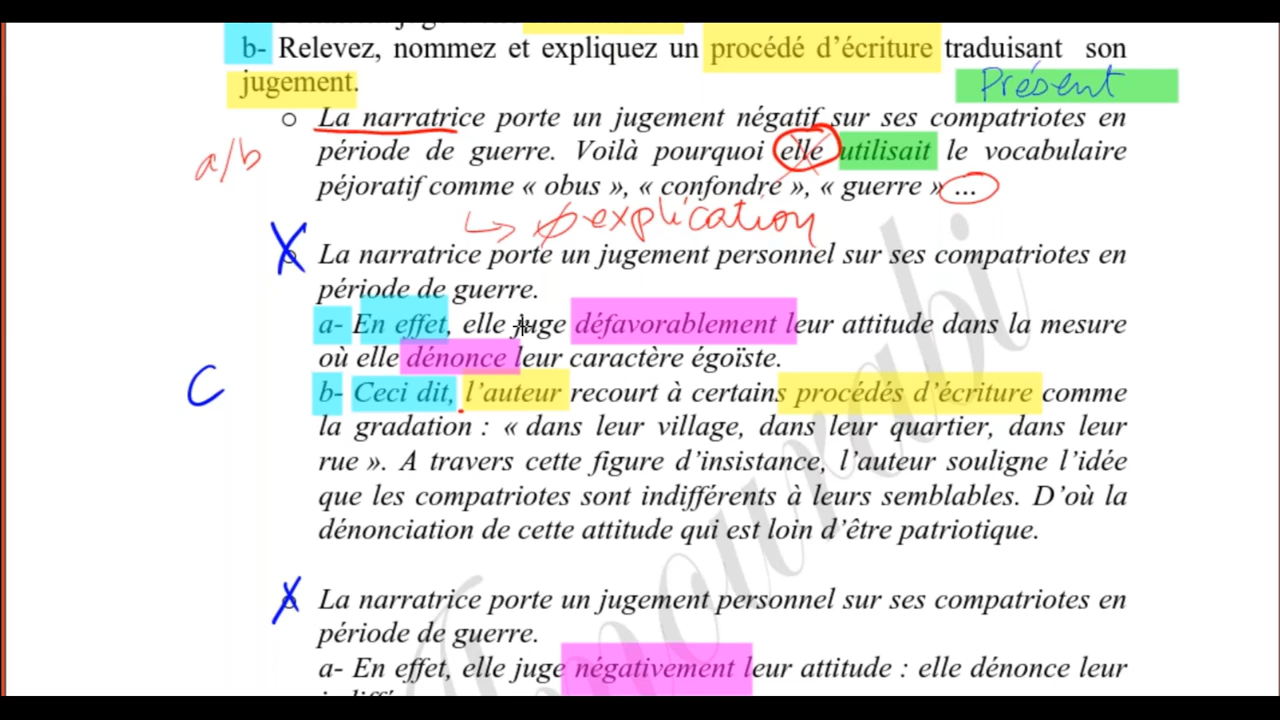 b- Relevez, nommez et expliquez un procédé d'écriture traduisant son
jugement.
Présent
○ La narratrice porte un jugement négatif sur ses compatriotes en
a/b
période de guerre. Voilà pourquoi elle utilisait le vocabulaire
péjoratif comme « obus », « confondre », « guerre » ...
explication
La narratrice porte un jugement personnel sur ses compatriotes en
période de guerre.
a- En effet, elle juge défavorablement leur attitude dans la mesure
où elle dénonce leur caractère égoïste.
C
b- Ceci dit, l'auteur recourt à certains procédés d'écriture comme
la gradation : « dans leur village, dans leur quartier, dans leur
rue ». A travers cette figure d'insistance, l'auteur souligne l'idée
que les compatriotes sont indifférents à leurs semblables. D'où la
dénonciation de cette attitude qui est loin d'être patriotique.
La narratrice porte un jugement personnel sur ses compatriotes en
période de guerre.
a- En effet, elle juge négativement leur attitude : elle dénonce leur